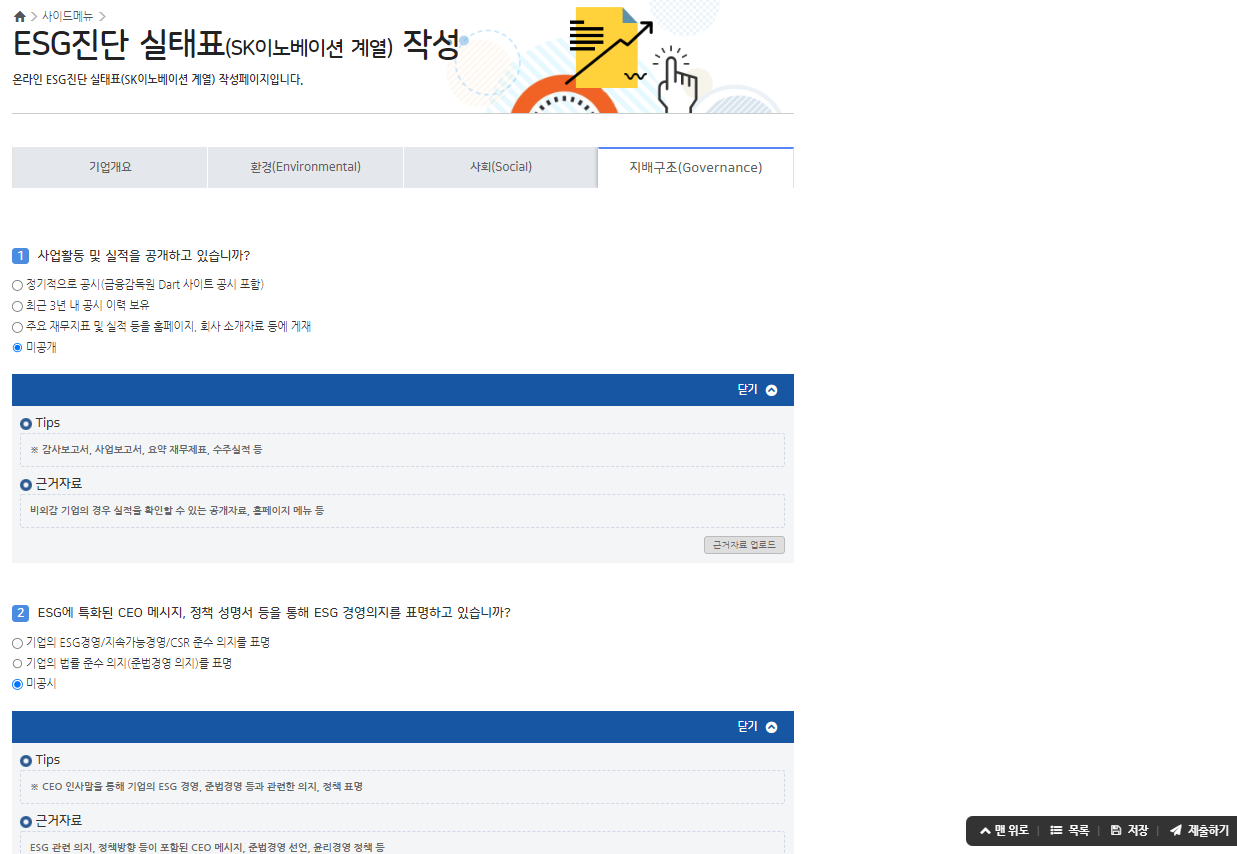 사이드메뉴
ESG진단 실태표(SK이노베이션 계열) 작성
온라인 ESG진단 실태표(SK이노베이션 계열) 작성페이지입니다.
기업개요
환경(Environmental)
사회(Social)
지배구조(Governance)
1 사업활동 및 실적을 공개하고 있습니까?
정기적으로 공시(금융감독원 Dart 사이트 공시 포함)
최근 3년 내 공시 이력 보유
주요 재무지표 및 실적 등을 홈페이지, 회사 소개자료 등에 게재
미공개
닫기
Tips
※ 감사보고서, 사업보고서, 요약 재무제표, 수주실적 등
근거자료
비외감 기업의 경우 실적을 확인할 수 있는 공개자료, 홈페이지 메뉴 등
근거자료 업로드
2 ESG에 특화된 CEO 메시지, 정책 성명서 등을 통해 ESG 경영의지를 표명하고 있습니까?
기업의 ESG경영/지속가능경영/CSR 준수 의지를 표명
기업의 법률 준수 의지(준법경영 의지)를 표명
미공시
닫기
Tips
※ CEO 인사말을 통해 기업의 ESG 경영, 준법경영 등과 관련한 의지, 정책 표명
근거자료
ESG 관련 의지, 정책방향 등이 포함된 CEO 메시지, 준법경영 선언, 윤리경영 정책 등
맨 위로 | 목록 | 저장 | 제출하기